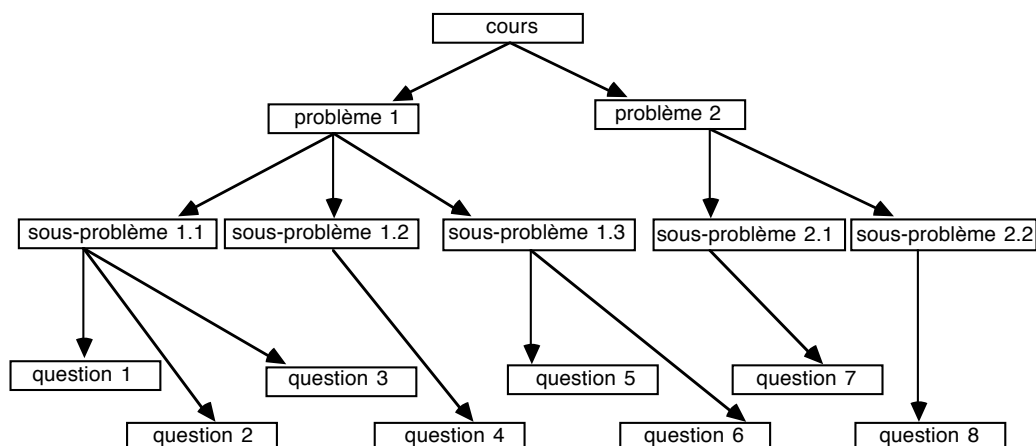 cours
problème 1
problème 2
sous-problème 1.1
sous-problème 1.2
sous-problème 1.3
sous-problème 2.1
sous-problème 2.2
question 1
question 3
question 5
question 7
question 2
question 4
question 6
question 8